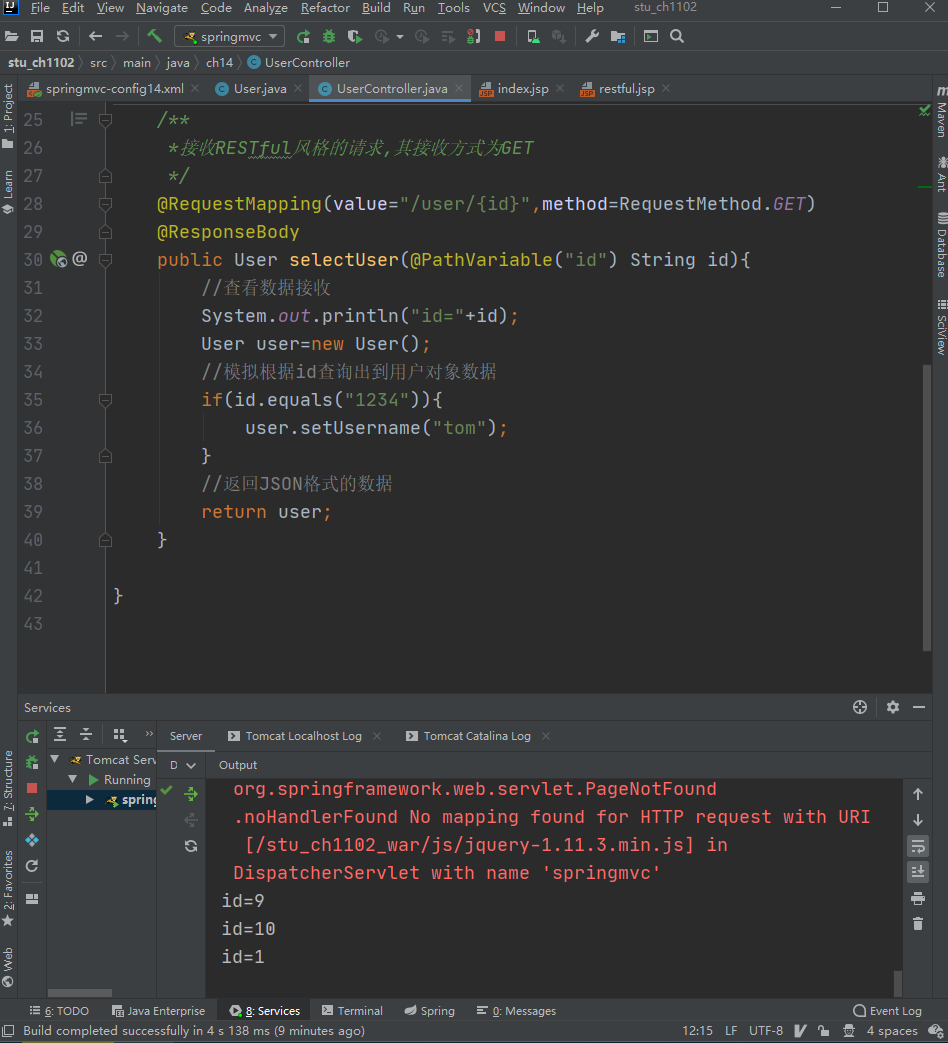 File Edit View Navigate Code Analyze Refactor Build Run Tools VCS Window Help stu_ch1102
springmvc
stu_ch1102 src main java ch14 UserController
springmvc-config14.xml User.java UserController.java index.jsp restful.jsp
1: Project
Learn
25 /**
26 *接收RESTful风格的请求,其接收方式为GET
27 */
28 @RequestMapping(value="/user/{id}",method=RequestMethod.GET)
29 @ResponseBody
30 @ public User selectUser(@PathVariable("id") String id){
31 //查看数据接收
32 System.out.println("id="+id);
33 User user=new User();
34 //模拟根据id查询出到用户对象数据
35 if(id.equals("1234")){
36 user.setUsername("tom");
37 }
38 //返回JSON格式的数据
39 return user;
40 }
41
42 }
43
Maven
Ant
Database
SciView
Services
7: Structure
2: Favorites
Web
Server Tomcat Localhost Log Tomcat Catalina Log
Tomcat Serv
Running
spring
D Output
org.springframework.web.servlet.PageNotFound
.noHandlerFound No mapping found for HTTP request with URI
[/stu_ch1102_war/js/jquery-1.11.3.min.js] in
DispatcherServlet with name 'springmvc'
id=9
id=10
id=1
6: TODO Java Enterprise 8: Services Terminal Spring 0: Messages Event Log
Build completed successfully in 4 s 138 ms (9 minutes ago) 12:15 LF UTF-8 4 spaces